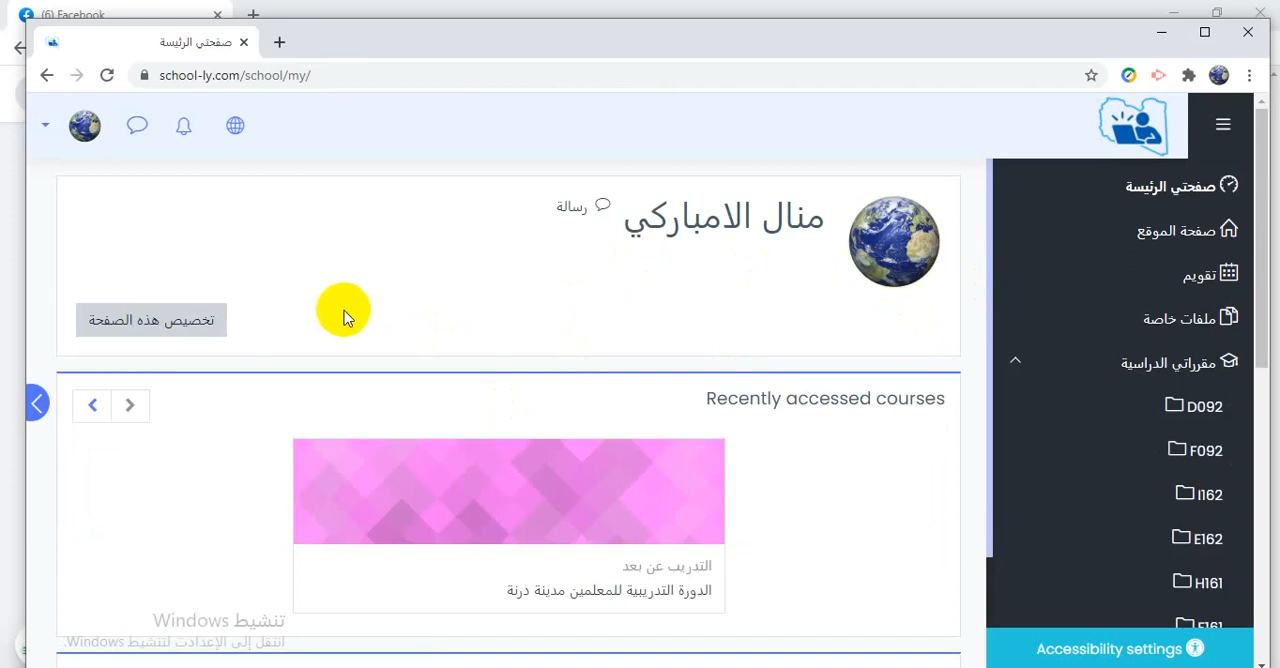 (6) Facebook
صفحتي الرئيسة
school-ly.com/school/my/
صفحتي الرئيسة
صفحة الموقع
تقويم
ملفات خاصة
مقرراتي الدراسية
D092
F092
I162
E162
H161
F161
Accessibility settings
منال الامباركي
رسالة
تخصيص هذه الصفحة
Recently accessed courses
التدريب عن بعد
الدورة التدريبية للمعلمين مدينة درنة
تنشيط Windows
انتقل إلى الإعدادت لتنشيط Windows.